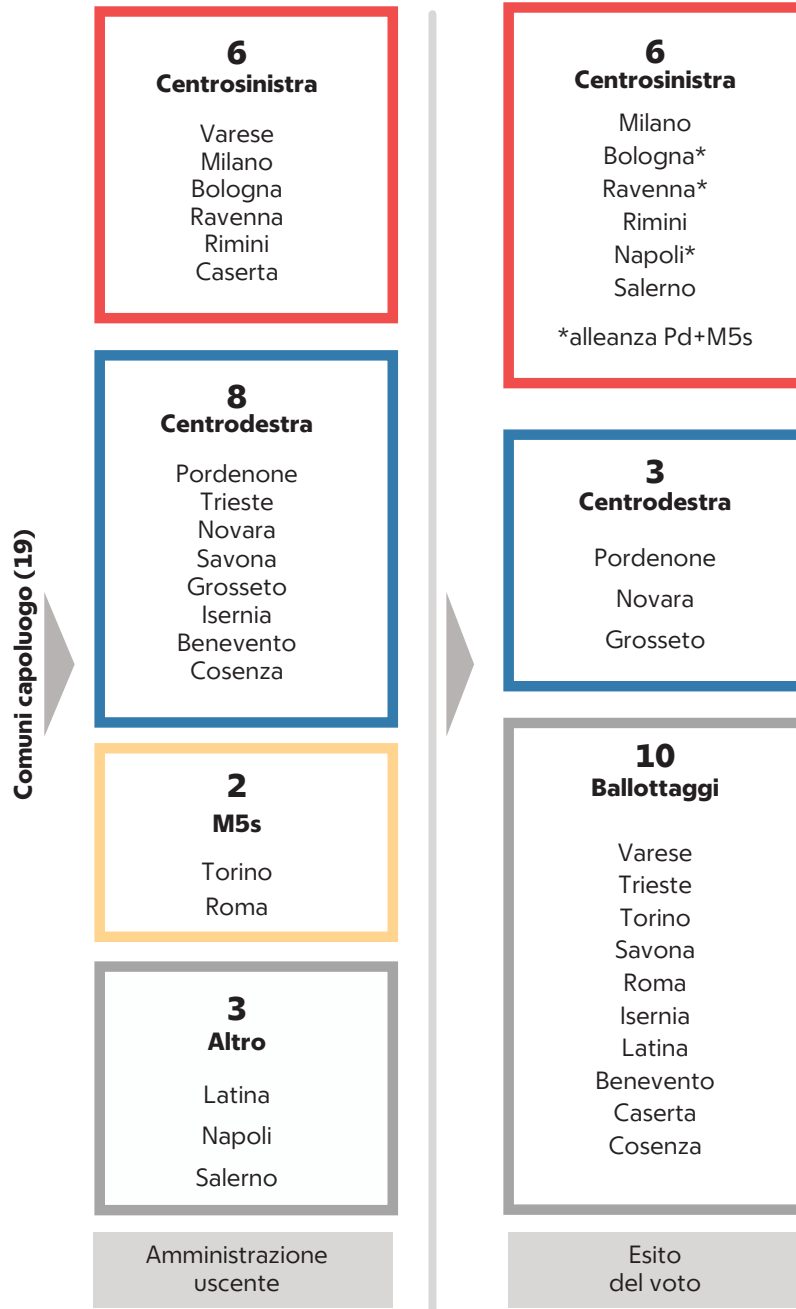 Comuni capoluogo (19)
6
Centrosinistra
Varese
Milano
Bologna
Ravenna
Rimini
Caserta
8
Centrodestra
Pordenone
Trieste
Novara
Savona
Grosseto
Isernia
Benevento
Cosenza
2
M5s
Torino
Roma
3
Altro
Latina
Napoli
Salerno
Amministrazione
uscente
6
Centrosinistra
Milano
Bologna*
Ravenna*
Rimini
Napoli*
Salerno
*alleanza Pd+M5s
3
Centrodestra
Pordenone
Novara
Grosseto
10
Ballottaggi
Varese
Trieste
Torino
Savona
Roma
Isernia
Latina
Benevento
Caserta
Cosenza
Esito
del voto